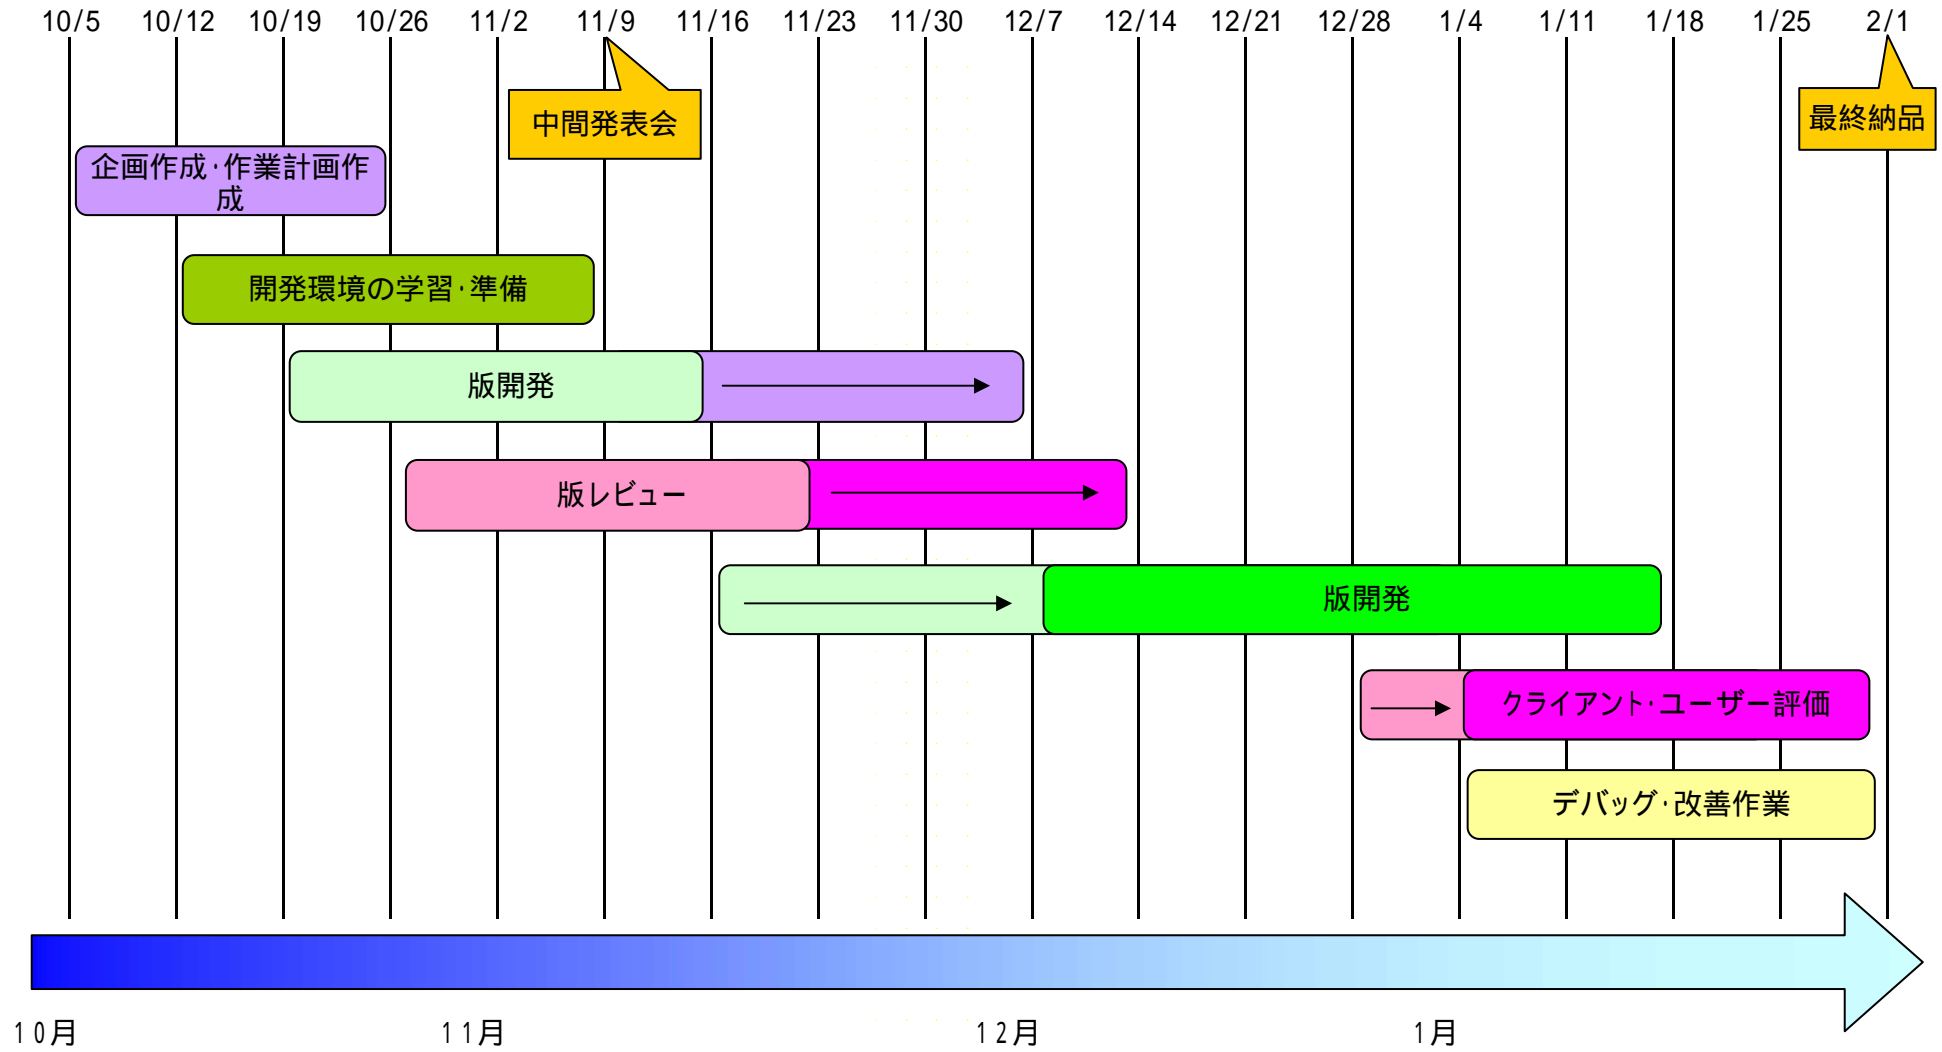 10/5 10/12 10/19 10/26 11/2 11/9 11/16 11/23 11/30 12/7 12/14 12/21 12/28 1/4 1/11 1/18 1/25 2/1
中間発表会
最終納品
企画作成・作業計画作
成
開発環境の学習・準備
版開発
版レビュー
版開発
クライアント・ユーザー評価
デバッグ・改善作業
10月 11月 12月 1月